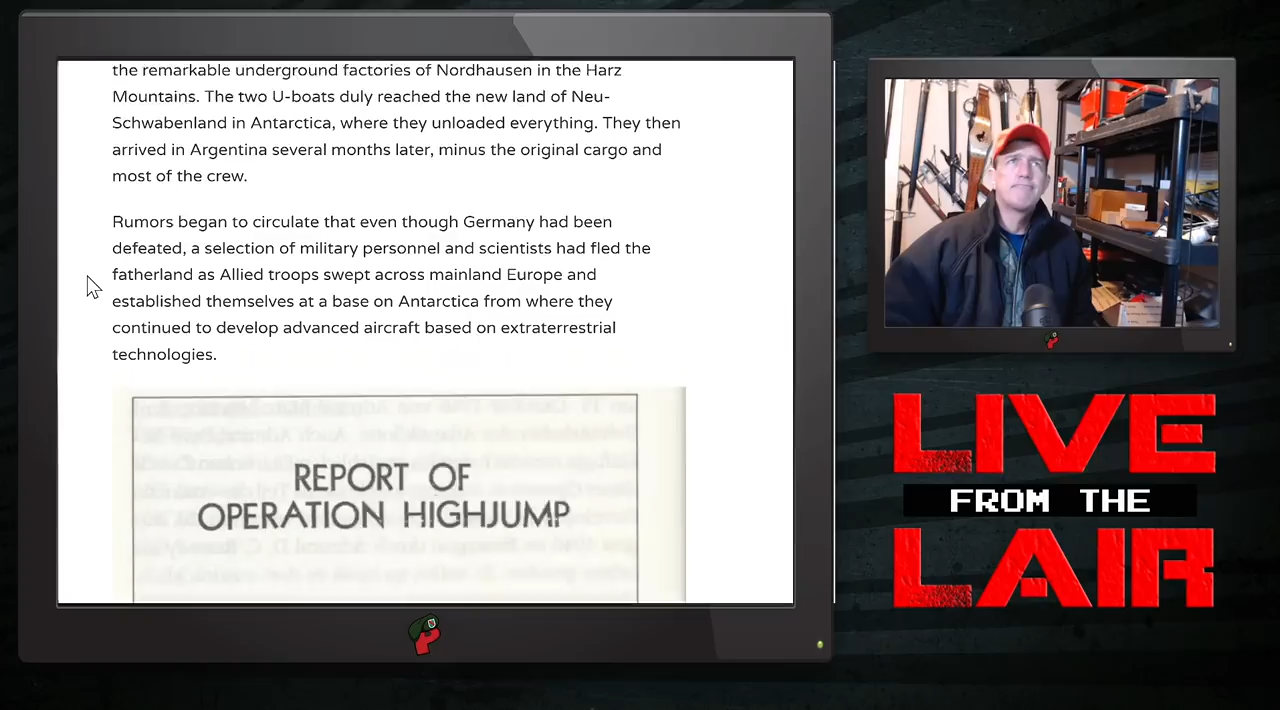 the remarkable underground factories of Nordhausen in the Harz
Mountains. The two U-boats duly reached the new land of Neu-
Schwabenland in Antarctica, where they unloaded everything. They then
arrived in Argentina several months later, minus the original cargo and
most of the crew.
Rumors began to circulate that even though Germany had been
defeated, a selection of military personnel and scientists had fled the
fatherland as Allied troops swept across mainland Europe and
established themselves at a base on Antarctica from where they
continued to develop advanced aircraft based on extraterrestrial
technologies.
REPORT OF
OPERATION HIGHJUMP
LIVE
FROM THE
LAIR